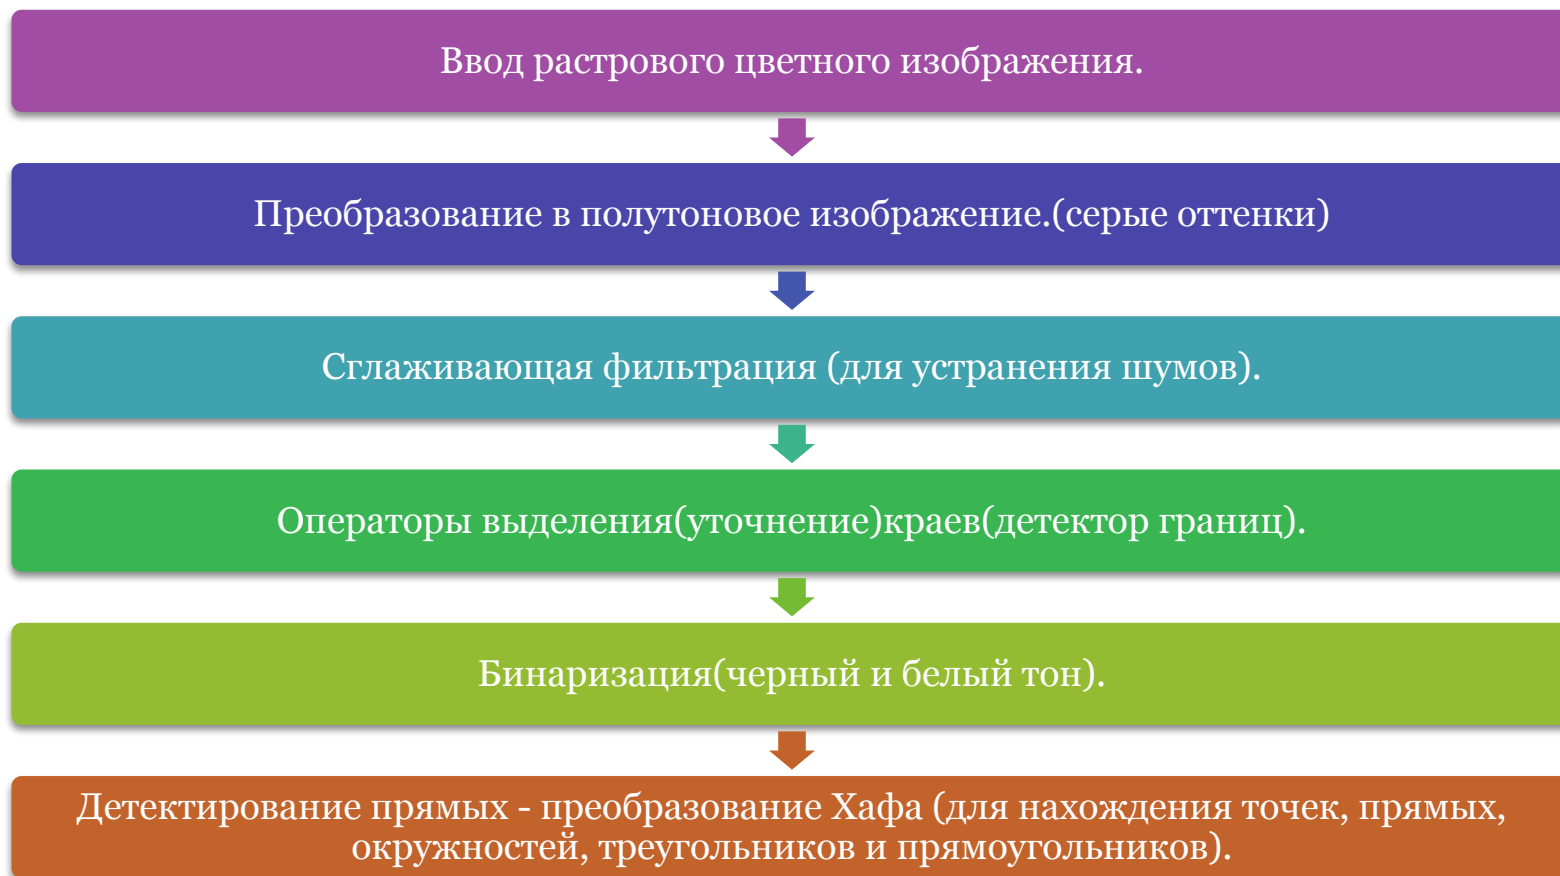 Ввод растрового цветного изображения.
Преобразование в полутоновое изображение.(серые оттенки)
Сглаживающая фильтрация (для устранения шумов).
Операторы выделения(уточнение)краев(детектор границ).
Бинаризация(черный и белый тон).
Детектирование прямых - преобразование Хафа (для нахождения точек, прямых,
окружностей, треугольников и прямоугольников).